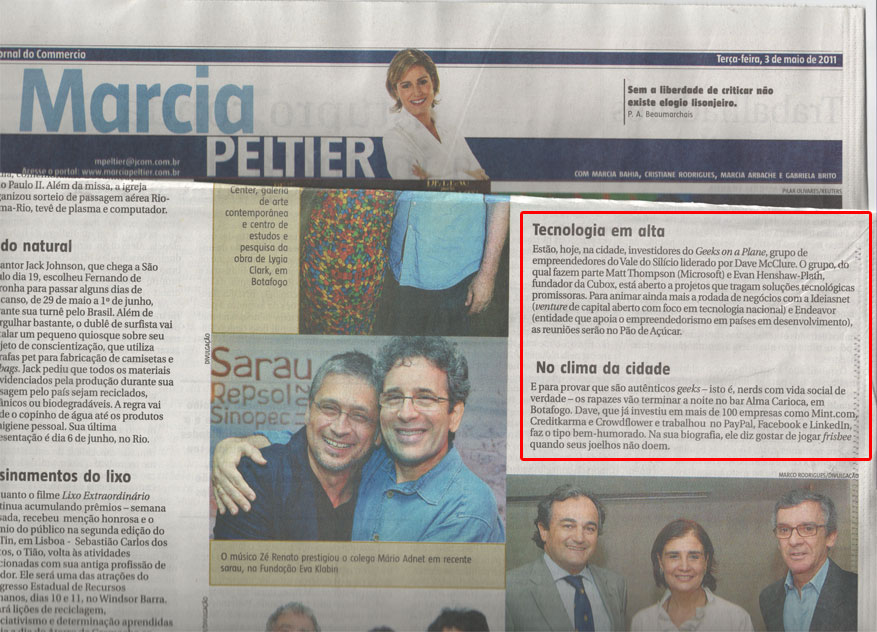 Jornal do Commercio
Terça-feira, 3 de maio de 2011
Marcia
PELTIER
Sem a liberdade de criticar não
existe elogio lisonjeiro.
P. A. Beaumarchais
mpeltier@jcom.com.br
Acesse o portal: www.marciapeltier.com.br
COM MARCIA BAHIA, CRISTIANE RODRIGUES, MARCIA ARBACHE E GABRIELA BRITO
Paulo II. Além da missa, a igreja
ganizou sorteio de passagem aérea Rio-
ma-Rio, tevê de plasma e computador.
do natural
antor Jack Johnson, que chega a São
ulo dia 19, escolheu Fernando de
ronha para passar alguns dias de
canso, de 29 de maio a 1º de junho,
rante sua turnê pelo Brasil. Além de
rgulhar bastante, o dublê de surfista vai
talar um pequeno quiosque sobre seu
ojeto de conscientização, que utiliza
rafas pet para fabricação de camisetas e
bags. Jack pediu que todos os materiais
videnciados pela produção durante sua
ssagem pelo país sejam reciclados,
ânicos ou biodegradáveis. A regra vai
de o copinho de água até os produtos
higiene pessoal. Sua última
esentação é dia 6 de junho, no Rio.
sinamentos do lixo
uanto o filme Lixo Extraordinário
tinua acumulando prêmios – semana
sada, recebeu menção honrosa e o
mio do público na segunda edição do
Tin, em Lisboa - Sebastião Carlos dos
os, o Tião, volta às atividades
cionadas com sua antiga profissão de
dor. Ele será uma das atrações do
gresso Estadual de Recursos
manos, dias 10 e 11, no Windsor Barra.
ará lições de reciclagem,
ciativismo e determinação aprendidas
Center, galeria
de arte
contemporânea
e centro de
estudos e
pesquisa da
obra de Lygia
Clark, em
Botafogo
DIVULGAÇÃO
Sarau
Repsol
Sinopec
O músico Zé Renato prestigiou o colega Mário Adnet em recente
sarau, na Fundação Eva Klabin
DIVULGAÇÃO
PILAR OLIVARES/REUTERS
Tecnologia em alta
Estão, hoje, na cidade, investidores do Geeks on a Plane, grupo de
empreendedores do Vale do Silício liderado por Dave McClure. O grupo, do
qual fazem parte Matt Thompson (Microsoft) e Evan Henshaw-Plath,
fundador da Cubox, está aberto a projetos que tragam soluções tecnológicas
promissoras. Para animar ainda mais a rodada de negócios com a Ideiasnet
(venture de capital aberto com foco em tecnologia nacional) e Endeavor
(entidade que apoia o empreendedorismo em países em desenvolvimento),
as reuniões serão no Pão de Açúcar.
No clima da cidade
E para provar que são autênticos geeks – isto é, nerds com vida social de
verdade – os rapazes vão terminar a noite no bar Alma Carioca, em
Botafogo. Dave, que já investiu em mais de 100 empresas como Mint.com,
Creditkarma e Crowdflower e trabalhou no PayPal, Facebook e LinkedIn,
faz o tipo bem-humorado. Na sua biografia, ele diz gostar de jogar frisbee
quando seus joelhos não doem.
MARCO RODRIGUES/DIVULGAÇÃO